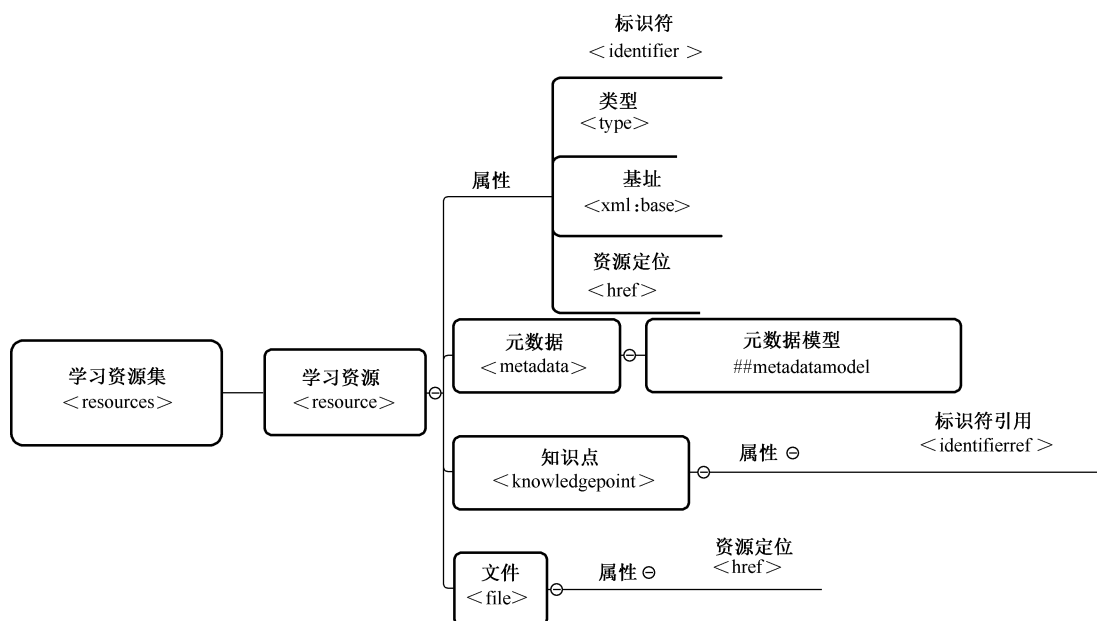 标识符
<identifier>
类型
<type>
属性
基址
<xml:base>
资源定位
<href>
元数据
<metadata>
元数据模型
##metadatamodel
学习资源集
<resources>
学习资源
<resource>
标识符引用
<identifierref>
知识点
<knowledgepoint>
属性
资源定位
<href>
文件
<file>
属性